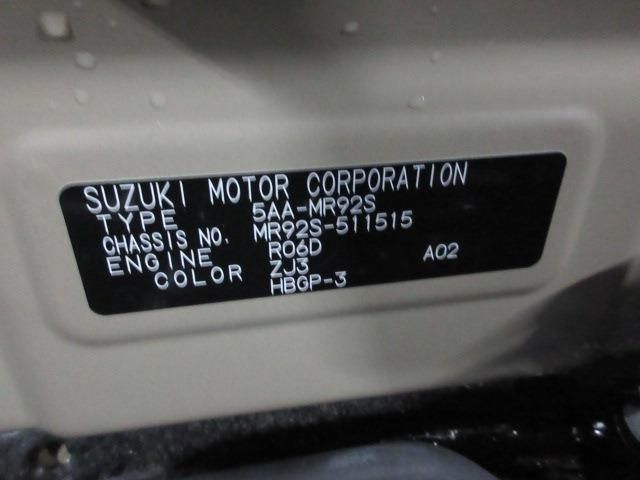 SUZUKI MOTOR CORPORATION
TYPE 5AA-MR92S
CHASSIS NO. MR92S-511515
ENGINE R06D A02
COLOR ZJ3
HBGP-3